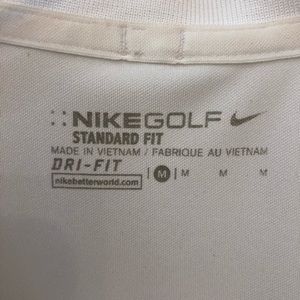 NIKEGOLF
STANDARD FIT
MADE IN VIETNAM / FABRIQUE AU VIETNAM
DRI-FIT
nikebetterworld.com | M | M M M